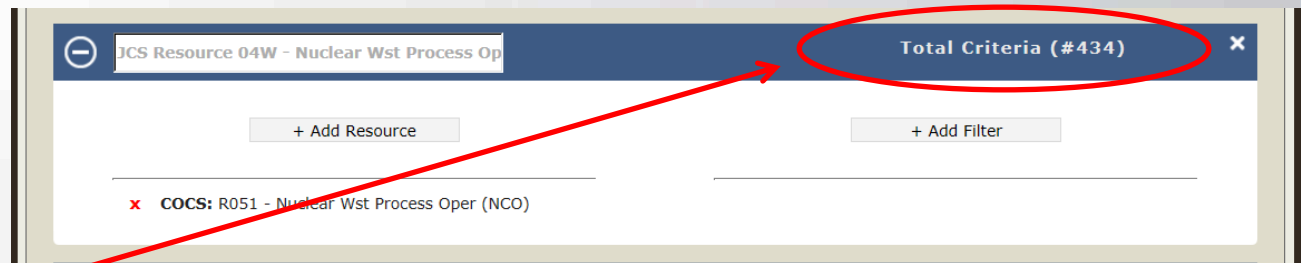 JCS Resource 04W - Nuclear Wst Process Op
Total Criteria (#434)
×
+ Add Resource
+ Add Filter
x COCS: R051 - Nuclear Wst Process Oper (NCO)